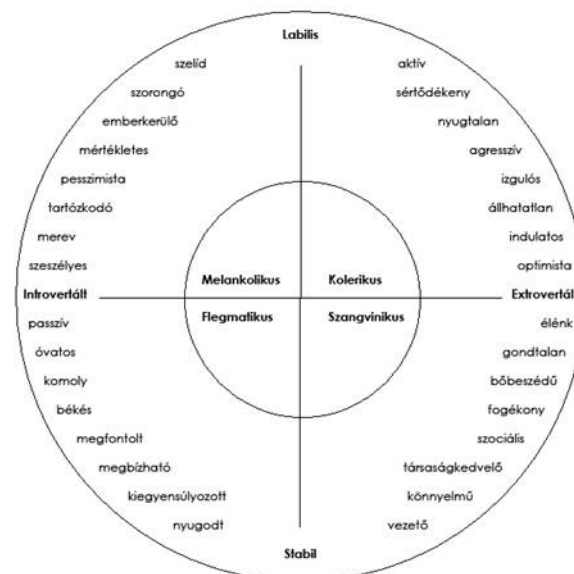 Labilis
szelíd
aktív
szorongó
sértődékeny
emberkerülő
nyugtalan
mértékletes
agresszív
pesszimista
izgulós
tartózkodó
állhatatlan
merev
indulatos
szeszélyes
optimista
Melankolikus
Kolerikus
Introvertált
Extrovertált
Flegmatikus
Szangvinikus
passzív
élénk
óvatos
gondtalan
komoly
bőbeszédű
békés
fogékony
megfontolt
szociális
megbízható
társaságkedvelő
kiegyensúlyozott
könnyelmű
nyugodt
vezető
Stabil